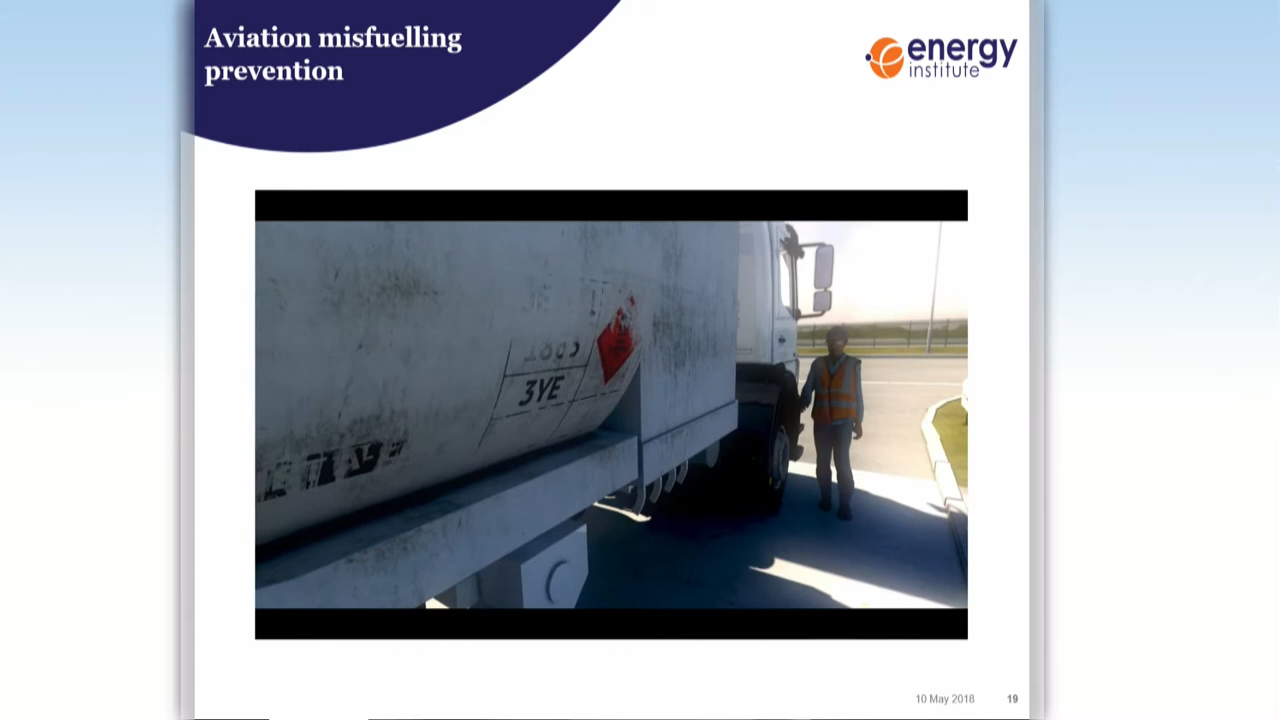 Aviation misfuelling
prevention
energy
institute
3YE
10 May 2018
19